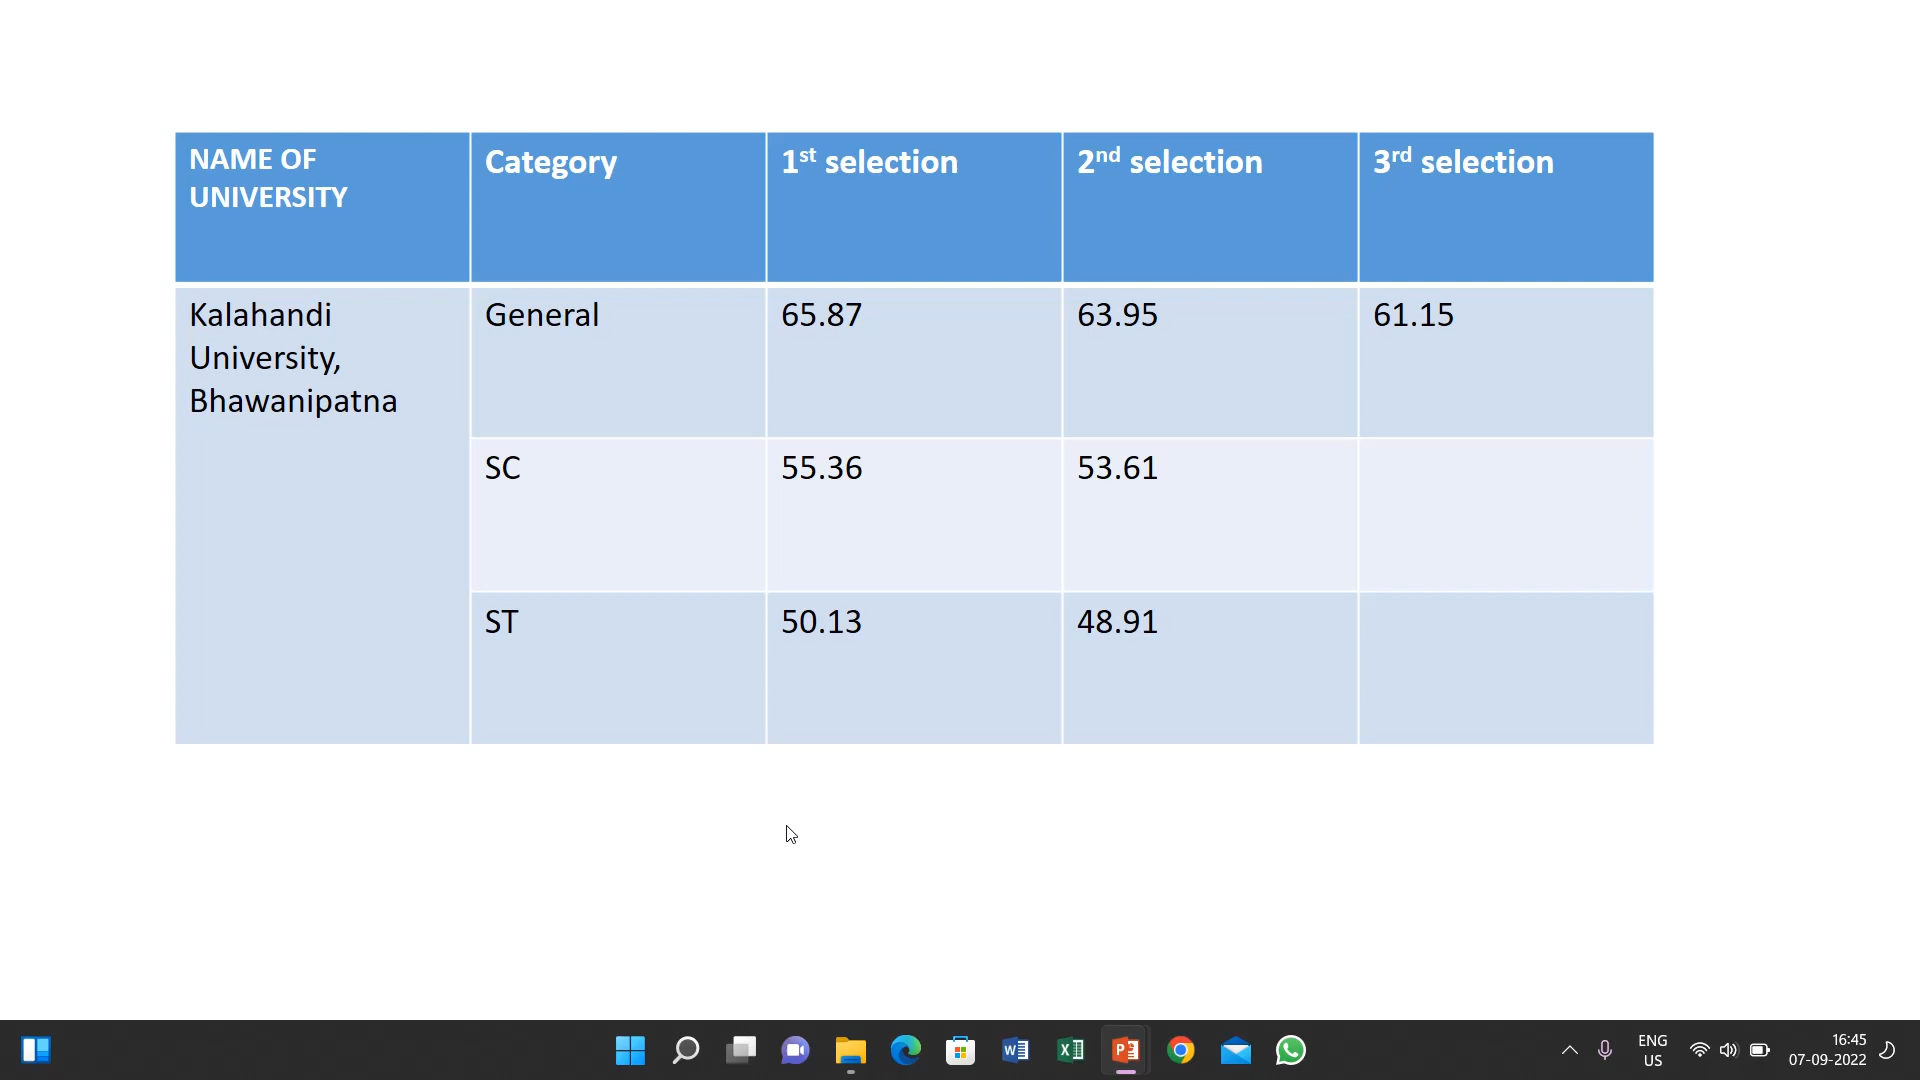 NAME OF
UNIVERSITY
Category
1st selection
2nd selection
3rd selection
Kalahandi
University,
Bhawanipatna
General
65.87
63.95
61.15
SC
55.36
53.61
ST
50.13
48.91
ENG
US
16:45
07-09-2022